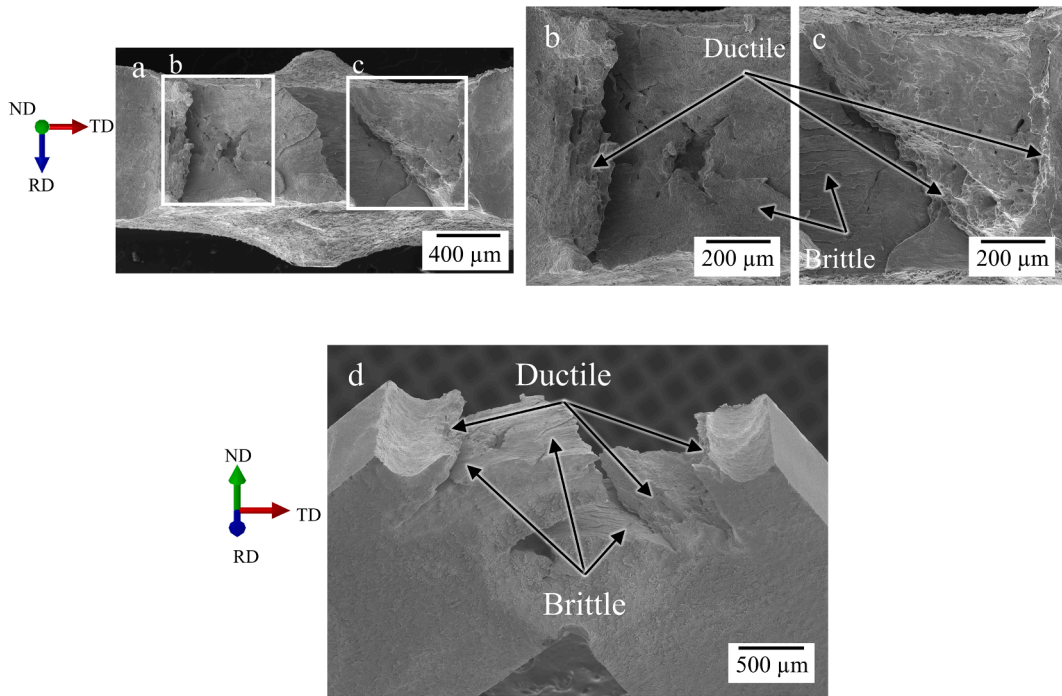 a
b
c
ND
TD
RD
400 µm
b
Ductile
200 µm
c
Brittle
200 µm
d
Ductile
Brittle
500 µm
ND
TD
RD